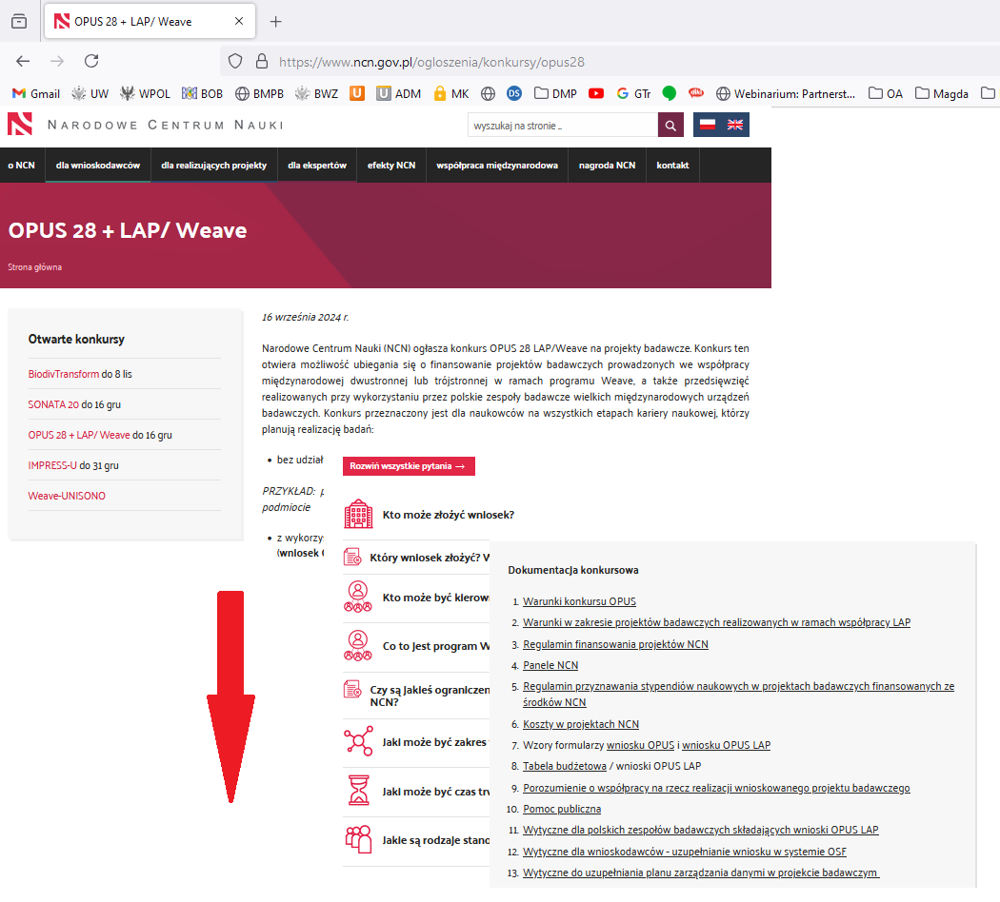 OPUS 28 + LAP/ Weave
https://www.ncn.gov.pl/ogloszenia/konkursy/opus28
Gmail UW WPOL BOB BMPB BWZ ADM MK DS DMP GTr Webinarium: Partnerst... OA Magda
NARODOWE CENTRUM NAUKI
wyszukaj na stronie ..
o NCN dla wnioskodawców dla realizujących projekty dla ekspertów efekty NCN współpraca międzynarodowa nagroda NCN kontakt
OPUS 28 + LAP/ Weave
Strona główna
Otwarte konkursy
BiodivTransform do 8 lis
SONATA 20 do 16 gru
OPUS 28 + LAP/ Weave do 16 gru
IMPRESS-U do 31 gru
Weave-UNISONO
16 września 2024 r.
Narodowe Centrum Nauki (NCN) ogłasza konkurs OPUS 28 LAP/Weave na projekty badawcze. Konkurs ten
otwiera możliwość ubiegania się o finansowanie projektów badawczych prowadzonych we współpracy
międzynarodowej dwustronnej lub trójstronnej w ramach programu Weave, a także przedsięwzięć
realizowanych przy wykorzystaniu przez polskie zespoły badawcze wielkich międzynarodowych urządzeń
badawczych. Konkurs przeznaczony jest dla naukowców na wszystkich etapach kariery naukowej, którzy
planują realizację badań:
• bez udział
PRZYKŁAD: p
podmiocie
• z wykorzy
(wniosek
Rozwiń wszystkie pytania →
Kto może złożyć wniosek?
Który wniosek złożyć? W
Kto może być kierown
Co to jest program W
Czy są jakieś ograniczen
NCN?
Jaki może być zakres
Jaki może być czas trw
Jakie są rodzaje stano
Dokumentacja konkursowa
1. Warunki konkursu OPUS
2. Warunki w zakresie projektów badawczych realizowanych w ramach współpracy LAP
3. Regulamin finansowania projektów NCN
4. Panele NCN
5. Regulamin przyznawania stypendiów naukowych w projektach badawczych finansowanych ze
środków NCN
6. Koszty w projektach NCN
7. Wzory formularzy wniosku OPUS i wniosku OPUS LAP
8. Tabela budżetowa / wnioski OPUS LAP
9. Porozumienie o współpracy na rzecz realizacji wnioskowanego projektu badawczego
10. Pomoc publiczna
11. Wytyczne dla polskich zespołów badawczych składających wnioski OPUS LAP
12. Wytyczne dla wnioskodawców - uzupełnianie wniosku w systemie OSF
13. Wytyczne do uzupełniania planu zarządzania danymi w projekcie badawczym